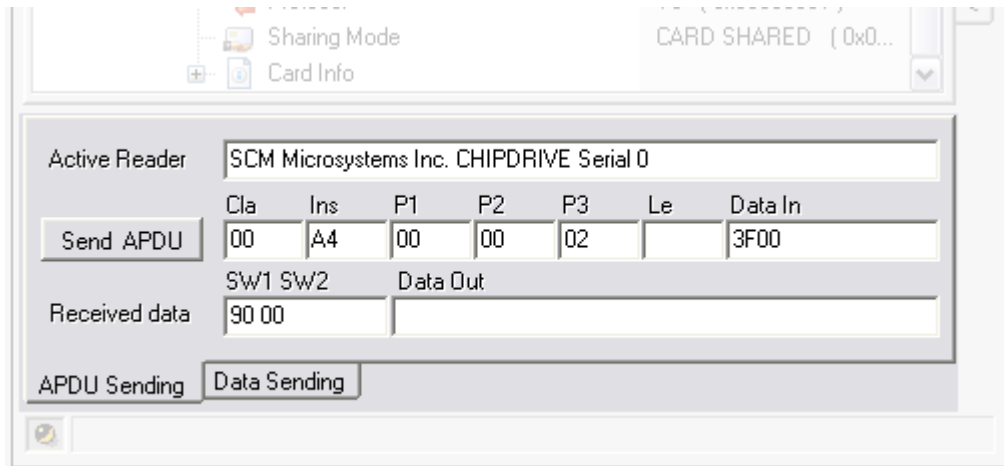 Sharing Mode CARD SHARED ( 0x0...
Card Info
Active Reader SCM Microsystems Inc. CHIPDRIVE Serial 0
Cla Ins P1 P2 P3 Le Data In
Send APDU 00 A4 00 00 02 3F00
SW1 SW2 Data Out
Received data 90 00
APDU Sending Data Sending